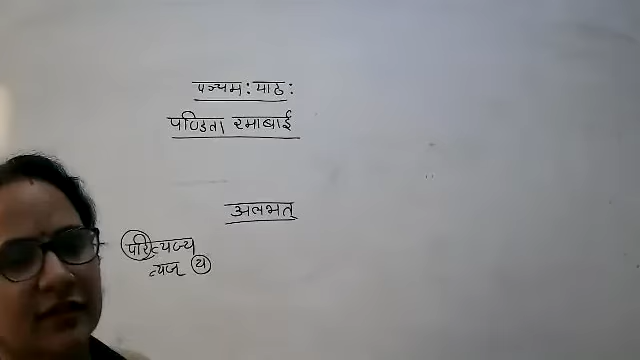 पञ्चम: पाठ:
पण्डिता रमाबाई
अलभत्
परित्यज्य
त्यज् य